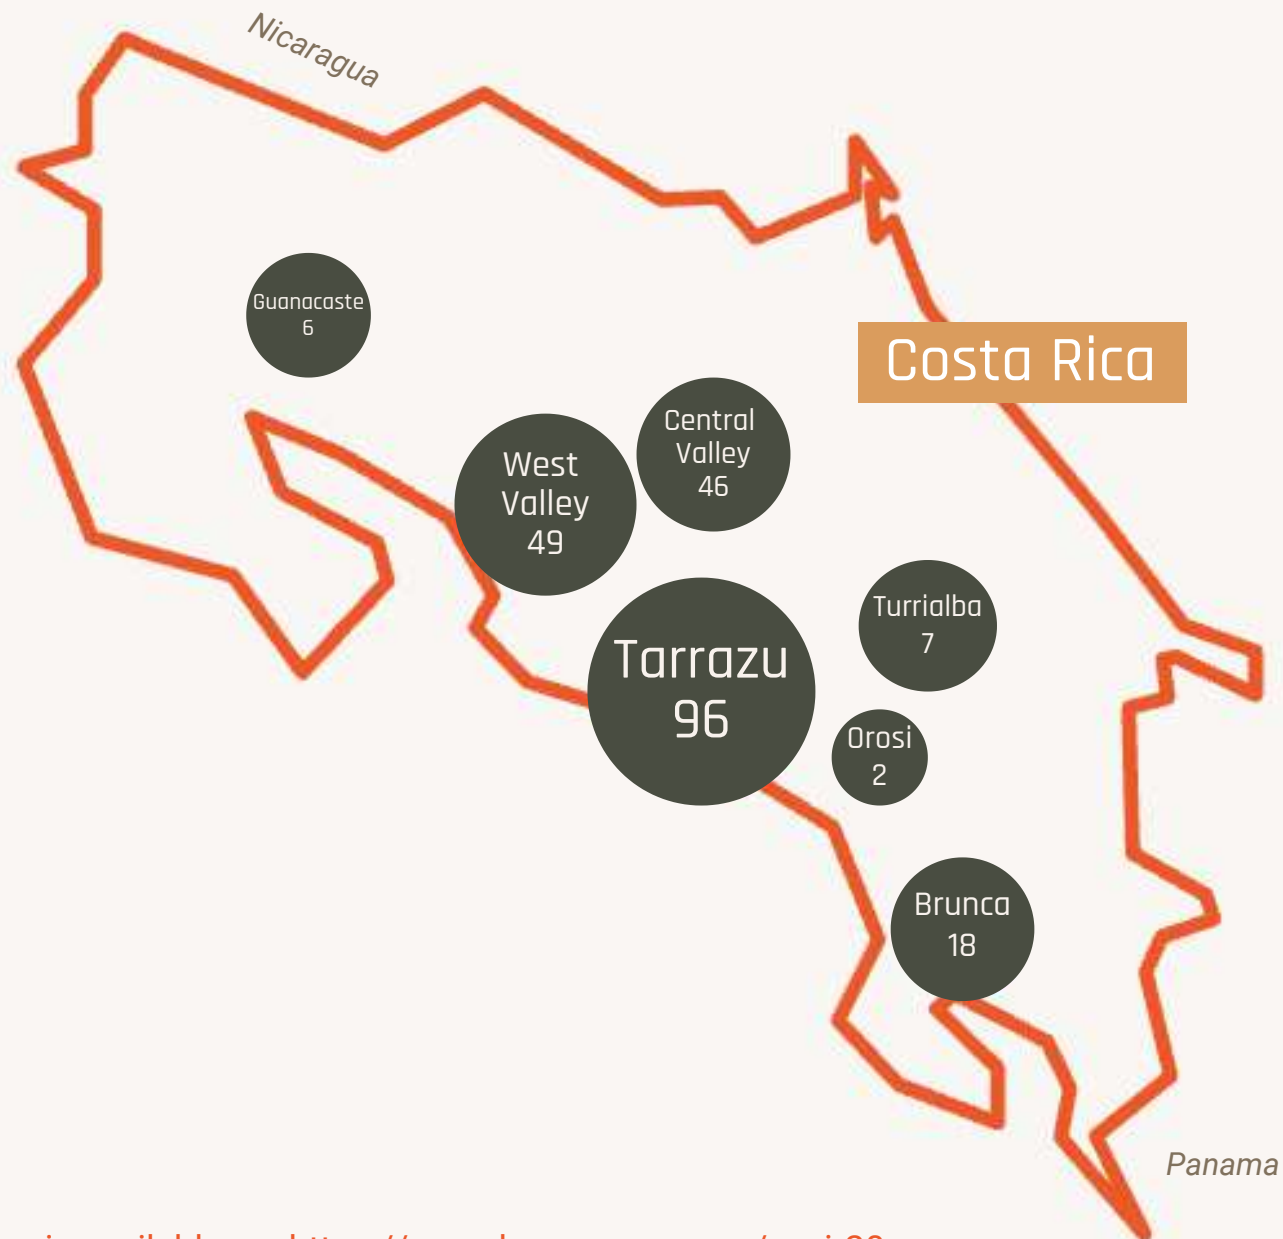 Nicaragua
Guanacaste
6
Costa Rica
Central
Valley
46
West
Valley
49
Turrialba
7
Tarrazu
96
Orosi
2
Brunca
18
Panama